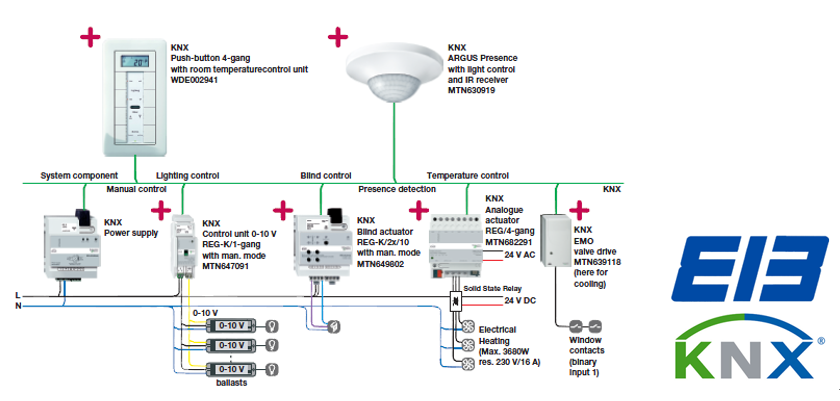 KNX
Push-button 4-gang
with room temperaturecontrol unit
WDE002941
KNX
ARGUS Presence
with light control
and IR receiver
MTN630919
System component
Lighting control
Blind control
Temperature control
Manual control
Presence detection
KNX
KNX
Power supply
KNX
Control unit 0-10 V
REG-K/1-gang
with man. mode
MTN647091
KNX
Blind actuator
REG-K/2x/10
with man. mode
MTN649802
KNX
Analogue
actuator
REG/4-gang
MTN682291
24 V AC
KNX
EMO
valve drive
MTN639118
(here for
cooling)
L
N
Solid State Relay
24 V DC
0-10 V
0-10 V
0-10 V
0-10 V
ballasts
Electrical
Heating
(Max. 3680W
res. 230 V/16 A)
Window
contacts
(binary
Input 1)
EIB
KNX®